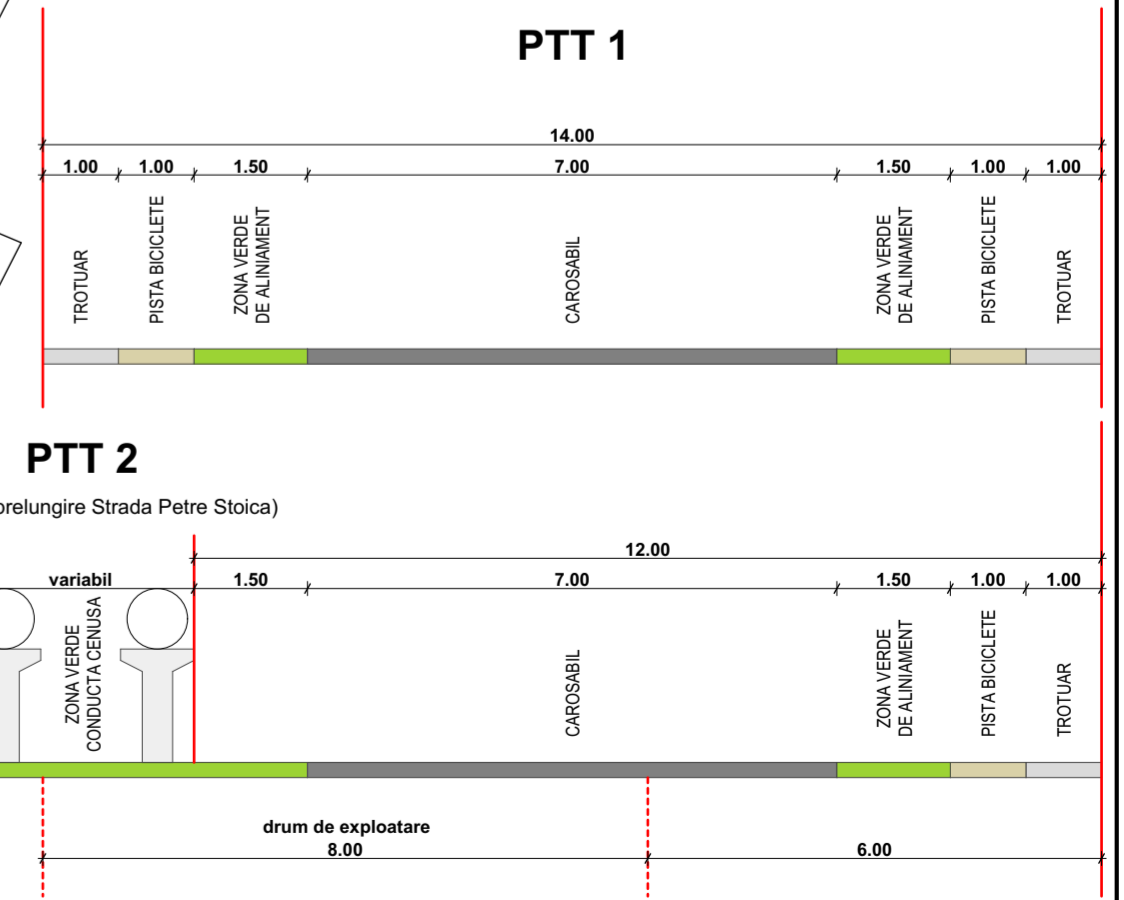 PTT 1
14.00
1.00 1.00 1.50 7.00 1.50 1.00 1.00
TROTUAR
PISTA BICICLETE
ZONA VERDE
DE ALINIAMENT
CAROSABIL
ZONA VERDE
DE ALINIAMENT
PISTA BICICLETE
TROTUAR
PTT 2
Strada Petre Stoica)
12.00
variabil 1.50 7.00 1.50 1.00 1.00
ZONA VERDE
CONDUCTA CENUSA
CAROSABIL
ZONA VERDE
DE ALINIAMENT
PISTA BICICLETE
TROTUAR
drum de exploatare
8.00 6.00